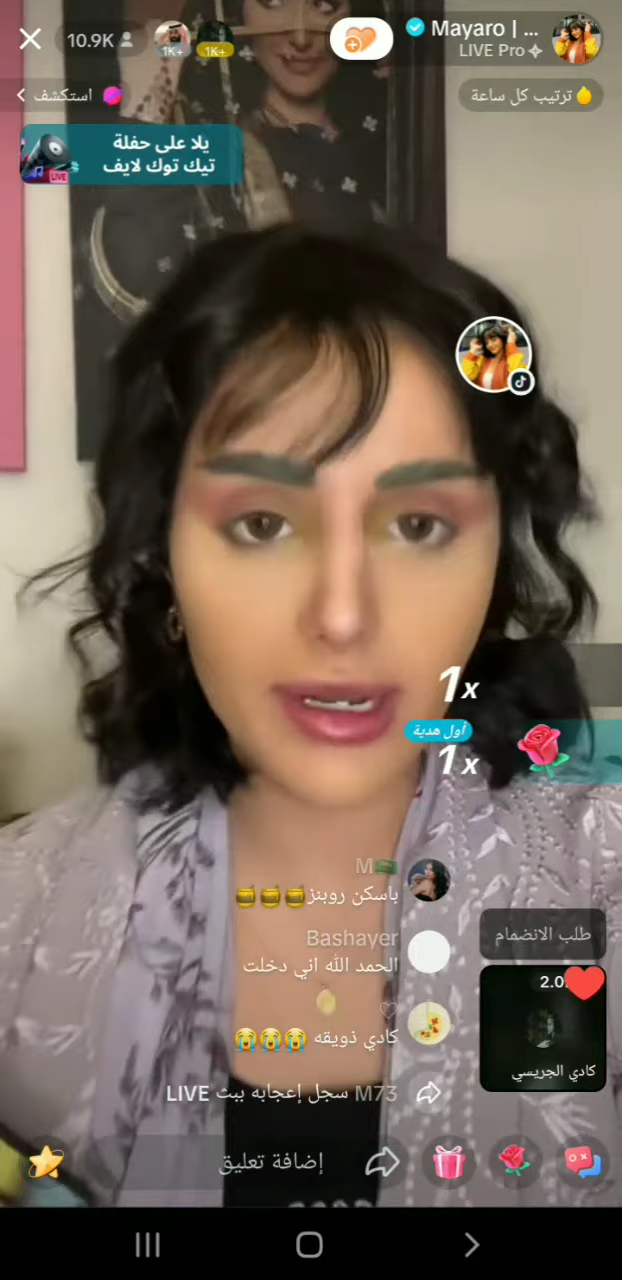 10.9K
1K+
1K+
Mayaro | ...
LIVE Pro
استكشف
ترتيب كل ساعة
يلا على حفلة
تيك توك لايف
LIVE
1x
أول هدية
1x
M
باسكن روبنز
Bashayer
الحمد الله اني دخلت
كادي ذويقه
M73 سجل إعجابه ببث LIVE
طلب الانضمام
2.0
كادي الجريسي
إضافة تعليق